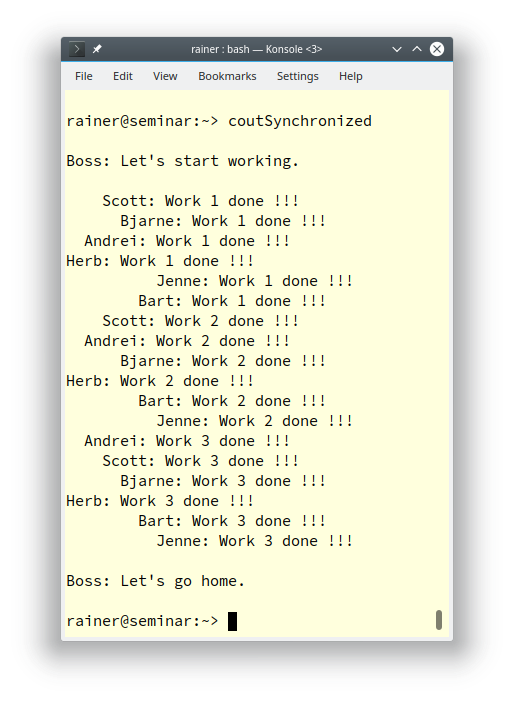 rainer : bash — Konsole <3>
File Edit View Bookmarks Settings Help
rainer@seminar:~> coutSynchronized
Boss: Let's start working.
    Scott: Work 1 done !!!
      Bjarne: Work 1 done !!!
  Andrei: Work 1 done !!!
Herb: Work 1 done !!!
          Jenne: Work 1 done !!!
        Bart: Work 1 done !!!
    Scott: Work 2 done !!!
  Andrei: Work 2 done !!!
      Bjarne: Work 2 done !!!
Herb: Work 2 done !!!
        Bart: Work 2 done !!!
          Jenne: Work 2 done !!!
  Andrei: Work 3 done !!!
    Scott: Work 3 done !!!
      Bjarne: Work 3 done !!!
Herb: Work 3 done !!!
        Bart: Work 3 done !!!
          Jenne: Work 3 done !!!
Boss: Let's go home.
rainer@seminar:~>